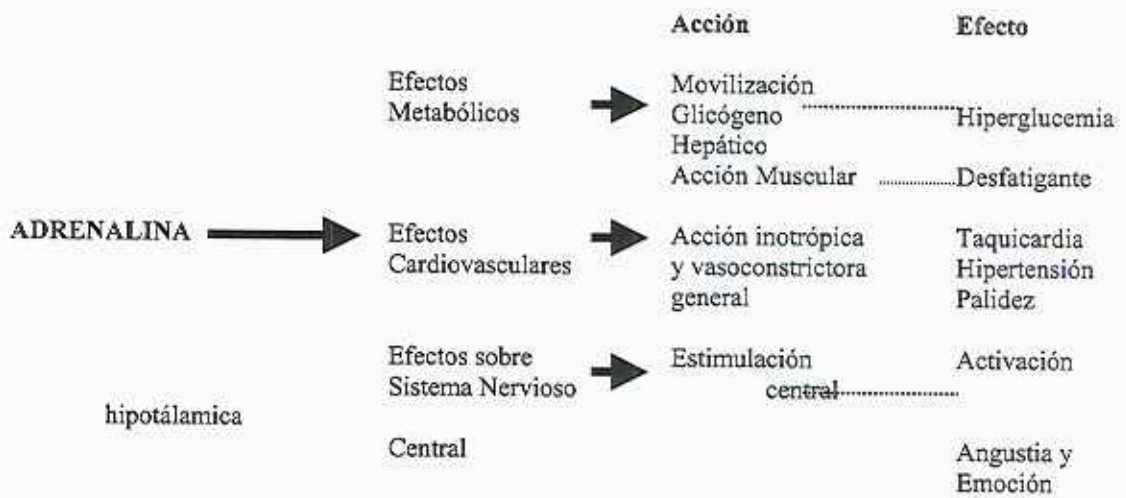 Acción Efecto
Efectos
Metabólicos
Movilización
Glicógeno
Hepático
Acción Muscular
Hiperglucemia
Desfatigante
ADRENALINA
Efectos
Cardiovasculares
Acción inotrópica
y vasoconstrictora
general
Taquicardia
Hipertensión
Palidez
Efectos sobre
Sistema Nervioso
Estimulación
central
Activación
hipotálamica
Central
Angustia y
Emoción